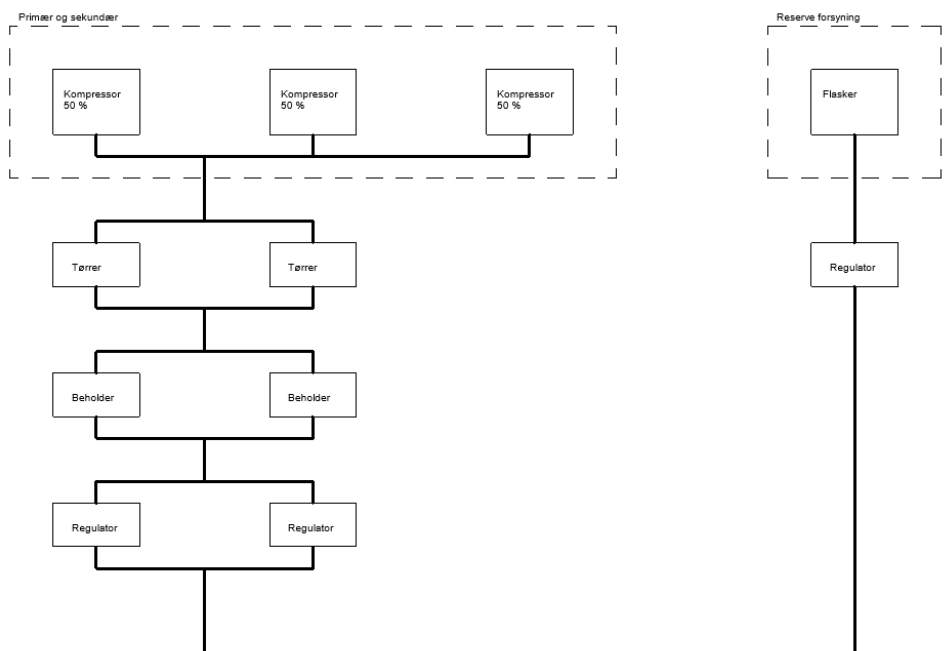 Primær og sekundær
Reserve forsyning
Kompressor
50 %
Kompressor
50 %
Kompressor
50 %
Flasker
Tørrer
Tørrer
Regulator
Beholder
Beholder
Regulator
Regulator